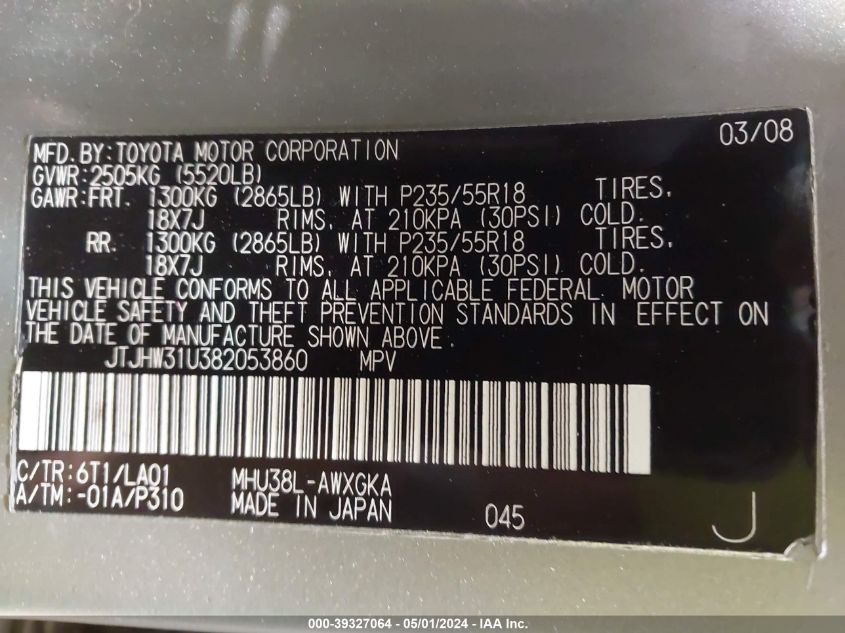 03/08
MFD. BY: TOYOTA MOTOR CORPORATION
GVWR: 2505KG (5520LB)
GAWR: FRT. 1300KG (2865LB) WITH P235/55R18 TIRES.
18X7J RIMS. AT 210KPA (30PSI) COLD.
RR. 1300KG (2865LB) WITH P235/55R18 TIRES.
18X7J RIMS. AT 210KPA (30PSI) COLD.
THIS VEHICLE CONFORMS TO ALL APPLICABLE FEDERAL MOTOR
VEHICLE SAFETY AND THEFT PREVENTION STANDARDS IN EFFECT ON
THE DATE OF MANUFACTURE SHOWN ABOVE.
JTJHW31U382053860 MPV
C/TR: 6T1/LA01 MHU38L-AWXGKA
A/TM: -01A/P310 MADE IN JAPAN 045 J
000-39327064 - 05/01/2024 - IAA Inc.